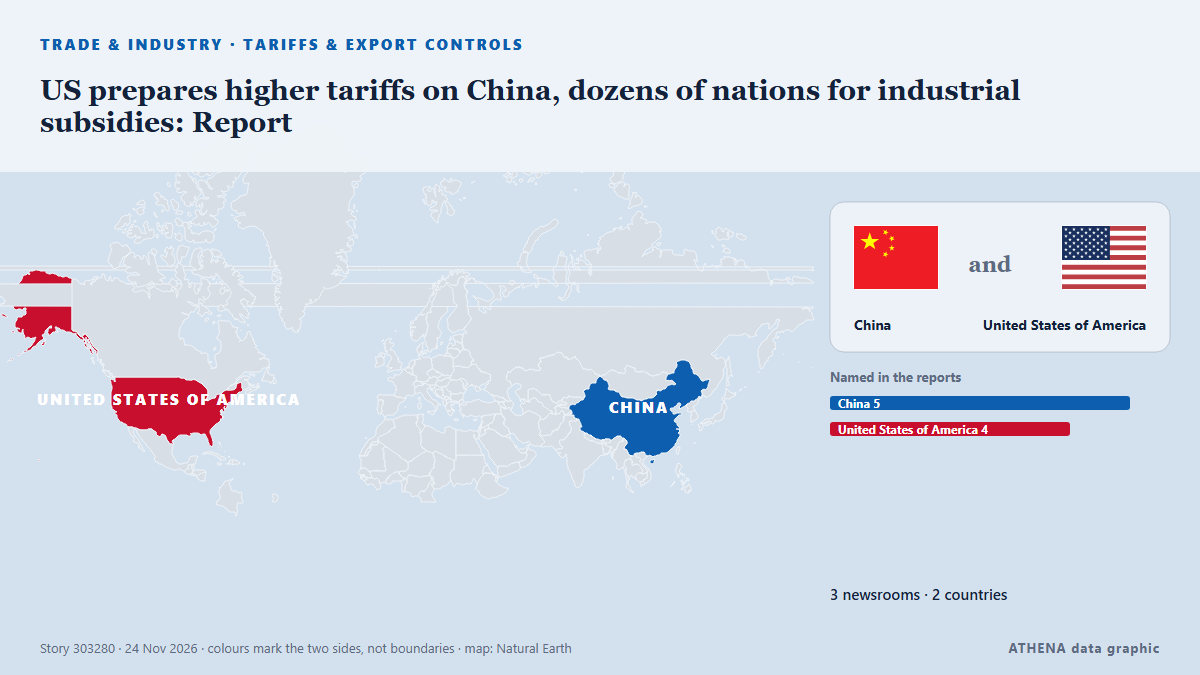 TRADE & INDUSTRY · TARIFFS & EXPORT CONTROLS
US prepares higher tariffs on China, dozens of nations for industrial
subsidies: Report
UNITED STATES OF AMERICA
CHINA
and
China
United States of America
Named in the reports
China 5
United States of America 4
3 newsrooms · 2 countries
Story 303280 · 24 Nov 2026 · colours mark the two sides, not boundaries · map: Natural Earth
ATHENA data graphic